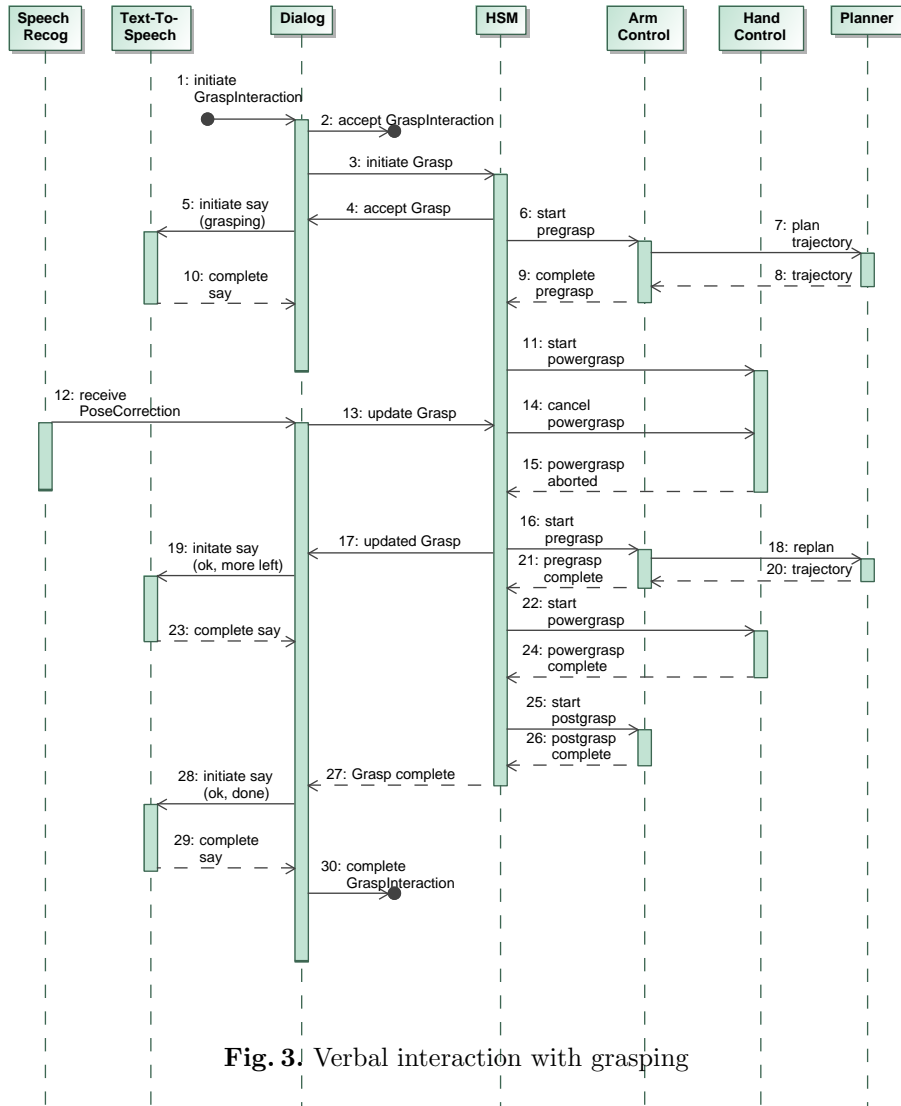 Speech
Recog
Text-To-
Speech
Dialog
HSM
Arm
Control
Hand
Control
Planner
1: initiate
GraspInteraction
2: accept GraspInteraction
3: initiate Grasp
4: accept Grasp
5: initiate say
(grasping)
6: start
pregrasp
7: plan
trajectory
8: trajectory
9: complete
pregrasp
10: complete
say
11: start
powergrasp
12: receive
PoseCorrection
13: update Grasp
14: cancel
powergrasp
15: powergrasp
aborted
16: start
pregrasp
17: updated Grasp
18: replan
19: initate say
(ok, more left)
20: trajectory
21: pregrasp
complete
22: start
powergrasp
23: complete say
24: powergrasp
complete
25: start
postgrasp
26: postgrasp
complete
27: Grasp complete
28: initiate say
(ok, done)
29: complete
say
30: complete
GraspInteraction
Fig. 3. Verbal interaction with grasping